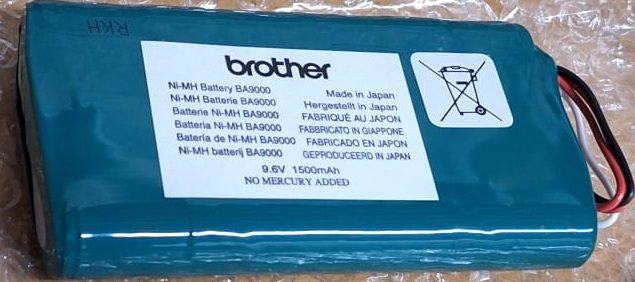 RKH
brother
Ni-MH Battery BA9000 Made in Japan
Ni-MH Batterie BA9000 Hergestellt in Japan
Batterie Ni-MH BA9000 FABRIQUÉ AU JAPON
Batteria Ni-MH BA9000 FABBRICATO IN GIAPPONE
Batería de Ni-MH BA9000 FABRICADO EN JAPON
Ni-MH batterij BA9000 GEPRODUCEERD IN JAPAN
9.6V 1500mAh
NO MERCURY ADDED